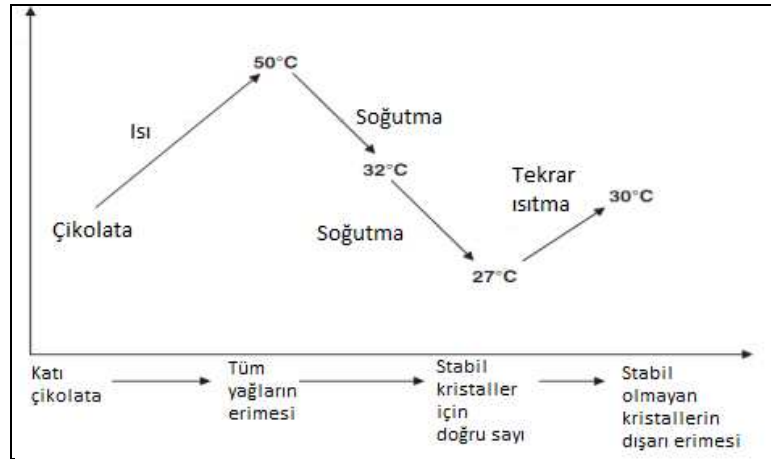 50°C
Isı
Soğutma
32°C
Tekrar
ısıtma
30°C
Çikolata
Soğutma
27°C
Katı
çikolata
Tüm
yağların
erimesi
Stabil
kristaller
için
doğru sayı
Stabil
olmayan
kristallerin
dışarı erimesi